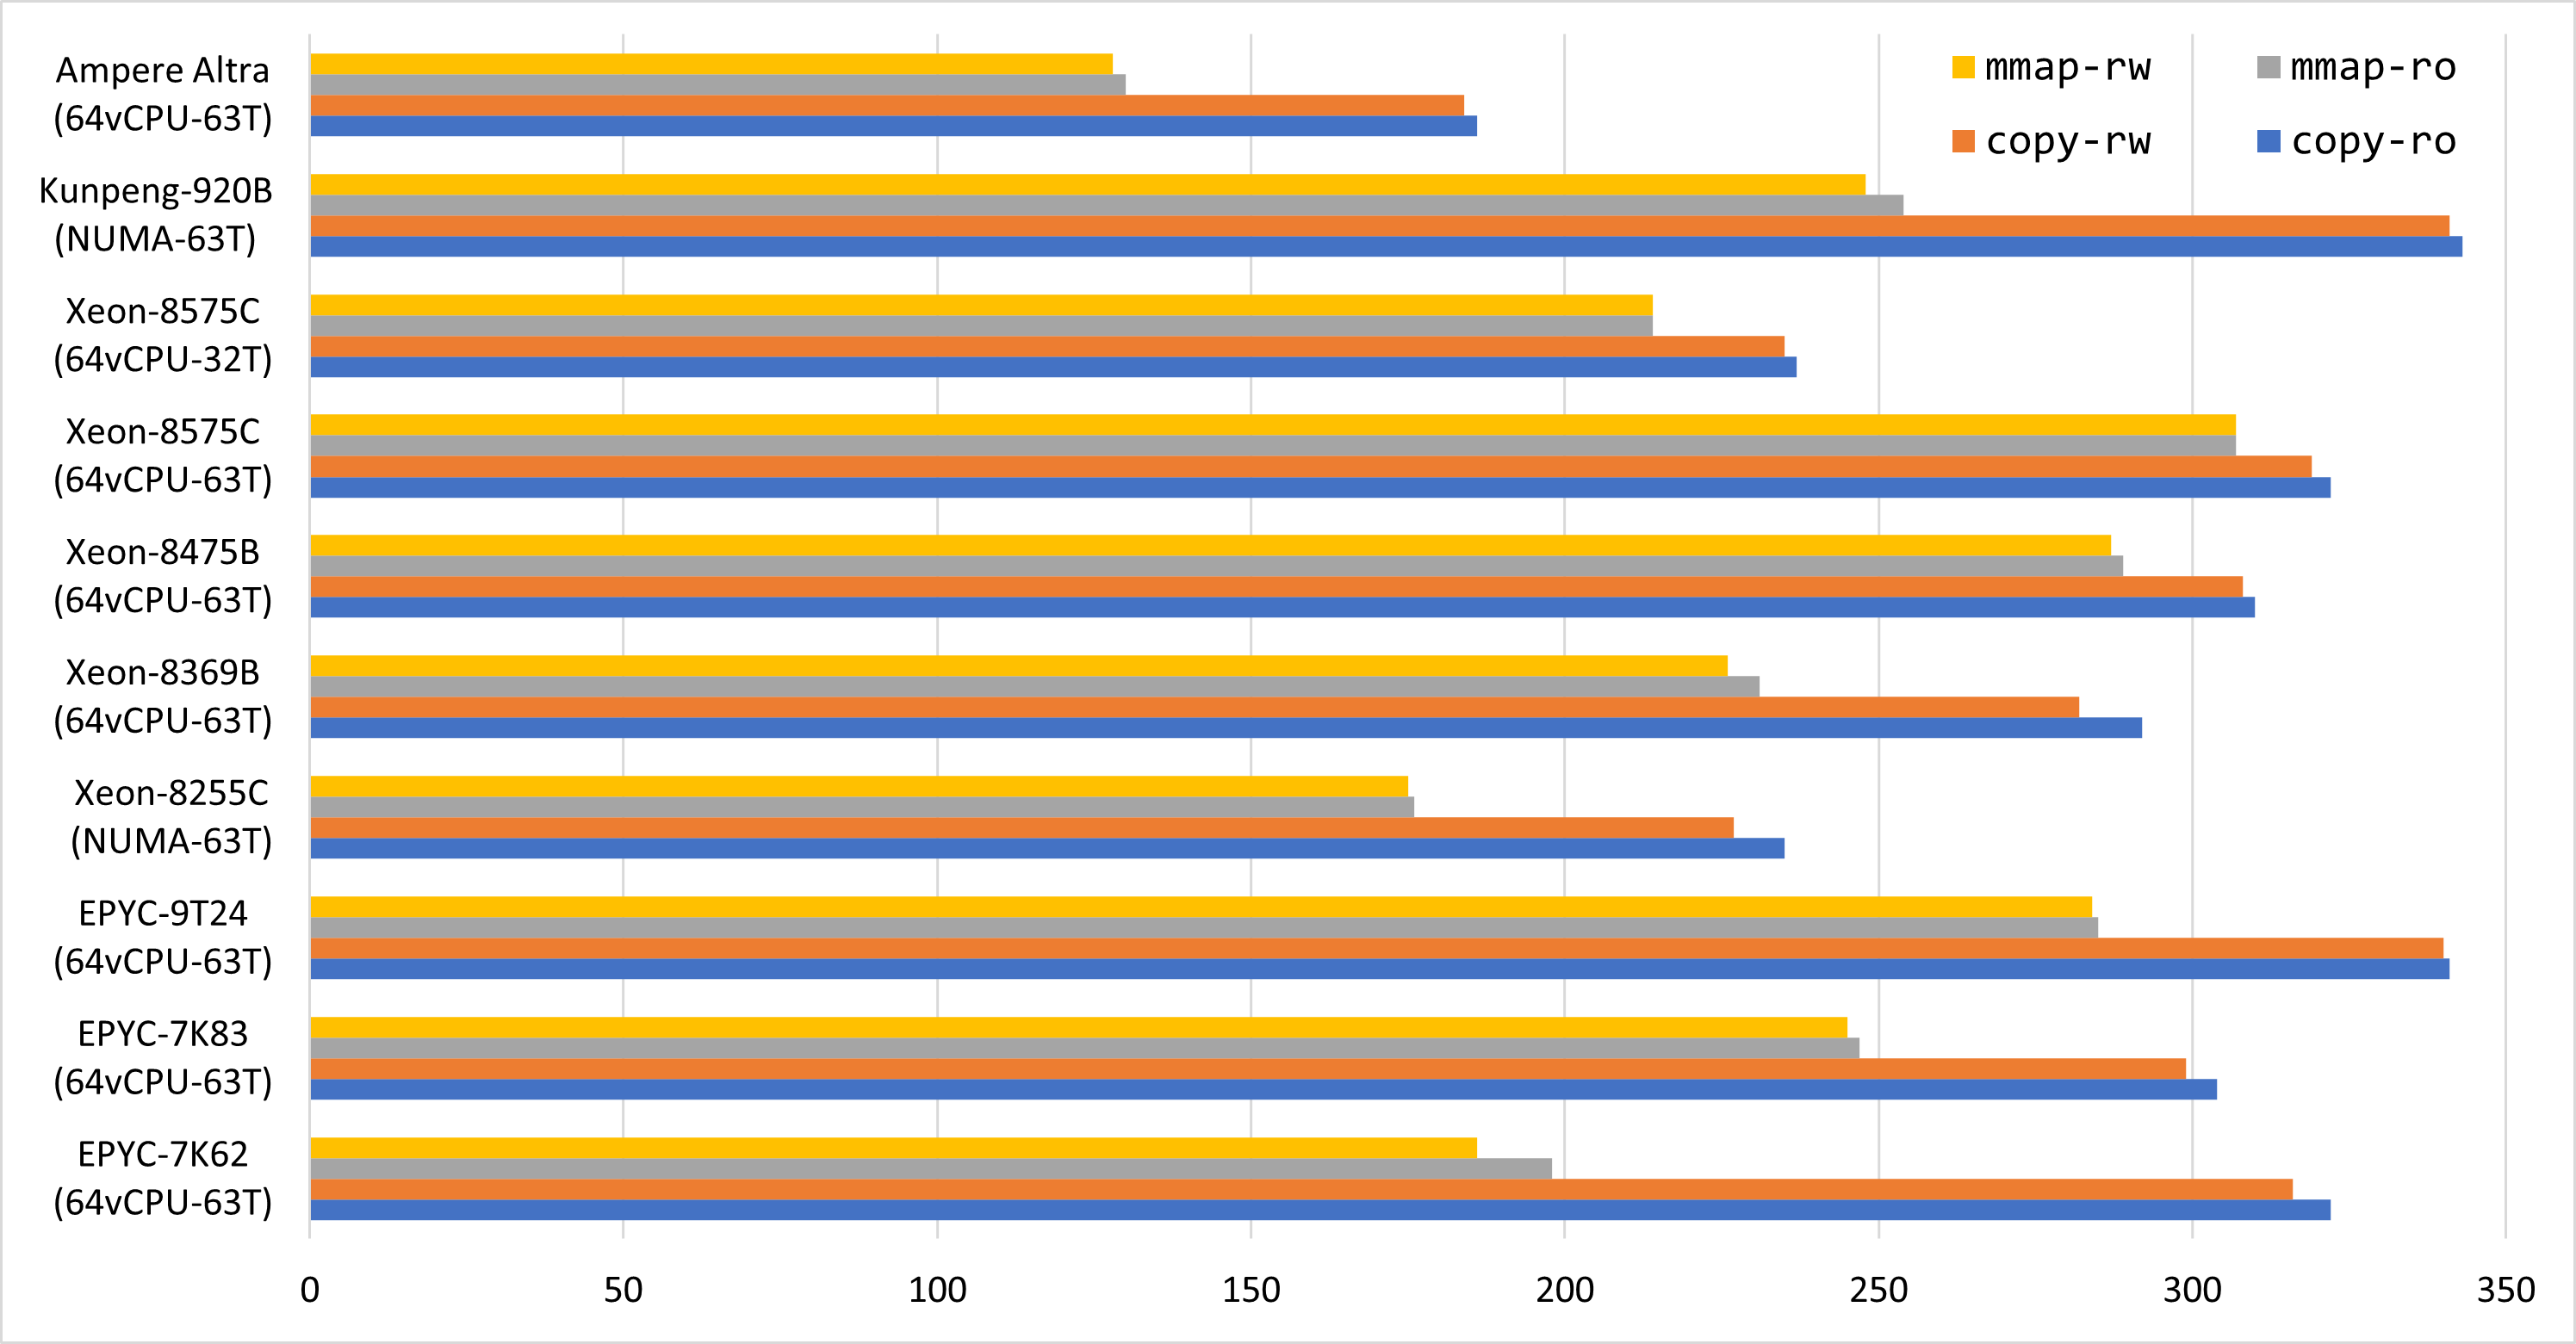 Ampere Altra
(64vCPU-63T)
mmap-rw
mmap-ro
copy-rw
copy-ro
Kunpeng-920B
(NUMA-63T)
Xeon-8575C
(64vCPU-32T)
Xeon-8575C
(64vCPU-63T)
Xeon-8475B
(64vCPU-63T)
Xeon-8369B
(64vCPU-63T)
Xeon-8255C
(NUMA-63T)
EPYC-9T24
(64vCPU-63T)
EPYC-7K83
(64vCPU-63T)
EPYC-7K62
(64vCPU-63T)
0 50 100 150 200 250 300 350